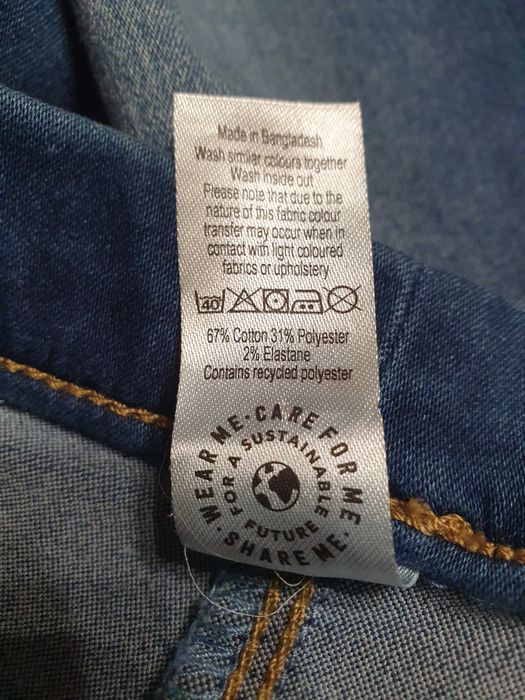 Made in Bangladesh
Wash similar colours together
Wash inside out
Please note that due to the
nature of this fabric colour
transfer may occur when in
contact with light coloured
fabrics or upholstery
40
67% Cotton 31% Polyester
2% Elastane
Contains recycled polyester
WEAR ME · CARE FOR ME · SHARE ME ·
FOR A SUSTAINABLE FUTURE